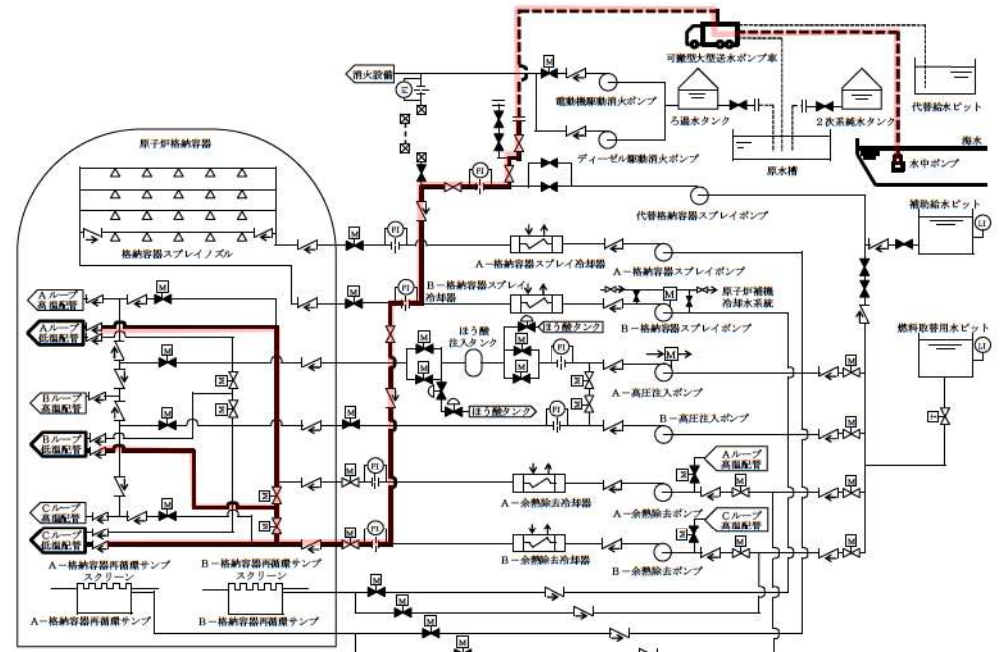 可搬型大型送水ポンプ車
消火設備
FI
M
電動機駆動消火ポンプ
ろ過水タンク
2次系純水タンク
代替給水ピット
海水
原子炉格納容器
ディーゼル駆動消火ポンプ
原水槽
水中ポンプ
FI
代替格納容器スプレイポンプ
補助給水ピット
LI
格納容器スプレイノズル
M
FI
A-格納容器スプレイ冷却器
A-格納容器スプレイポンプ
B-格納容器スプレイ
冷却器
M
FI
M
原子炉補機
冷却水系統
B-格納容器スプレイポンプ
Aループ
高温配管
M
Aループ
低温配管
ほう酸
注入タンク
ほう酸タンク
燃料取替用水ピット
LI
M
M
M
FI
M
M
M
A-高圧注入ポンプ
M
M
M
M
M
Bループ
高温配管
ほう酸タンク
M
M
M
FI
B-高圧注入ポンプ
M
Bループ
低温配管
M
FI
Aループ
高温配管
M
M
M
M
A-余熱除去冷却器
A-余熱除去ポンプ
Cループ
高温配管
M
M
Cループ
低温配管
M
FI
Cループ
高温配管
M
M
M
B-余熱除去冷却器
B-余熱除去ポンプ
A-格納容器再循環サンプ
スクリーン
B-格納容器再循環サンプ
スクリーン
M
M
A-格納容器再循環サンプ
B-格納容器再循環サンプ
M
M